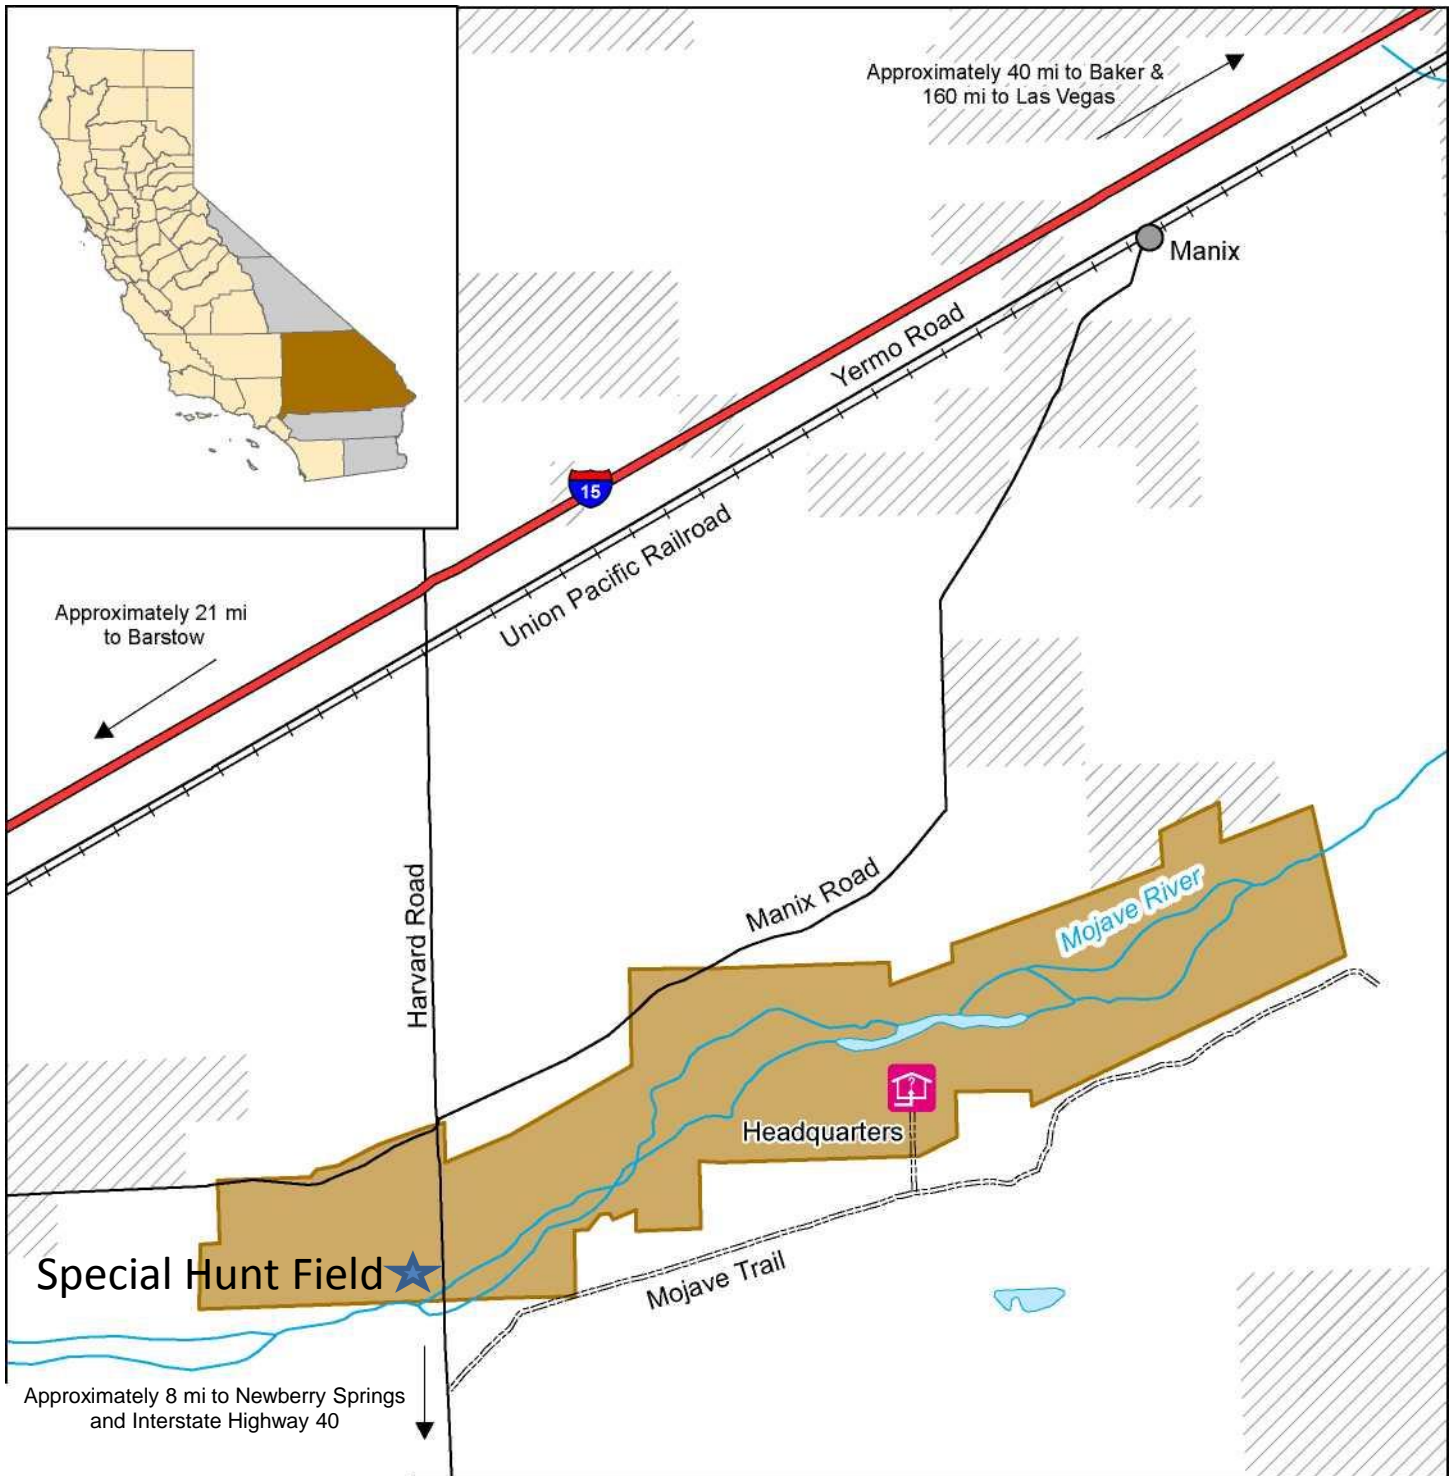 Approximately 40 mi to Baker &
160 mi to Las Vegas
Manix
Yermo Road
15
Union Pacific Railroad
Approximately 21 mi
to Barstow
Harvard Road
Manix Road
Mojave River
?
Headquarters
Special Hunt Field
Mojave Trail
Approximately 8 mi to Newberry Springs
and Interstate Highway 40